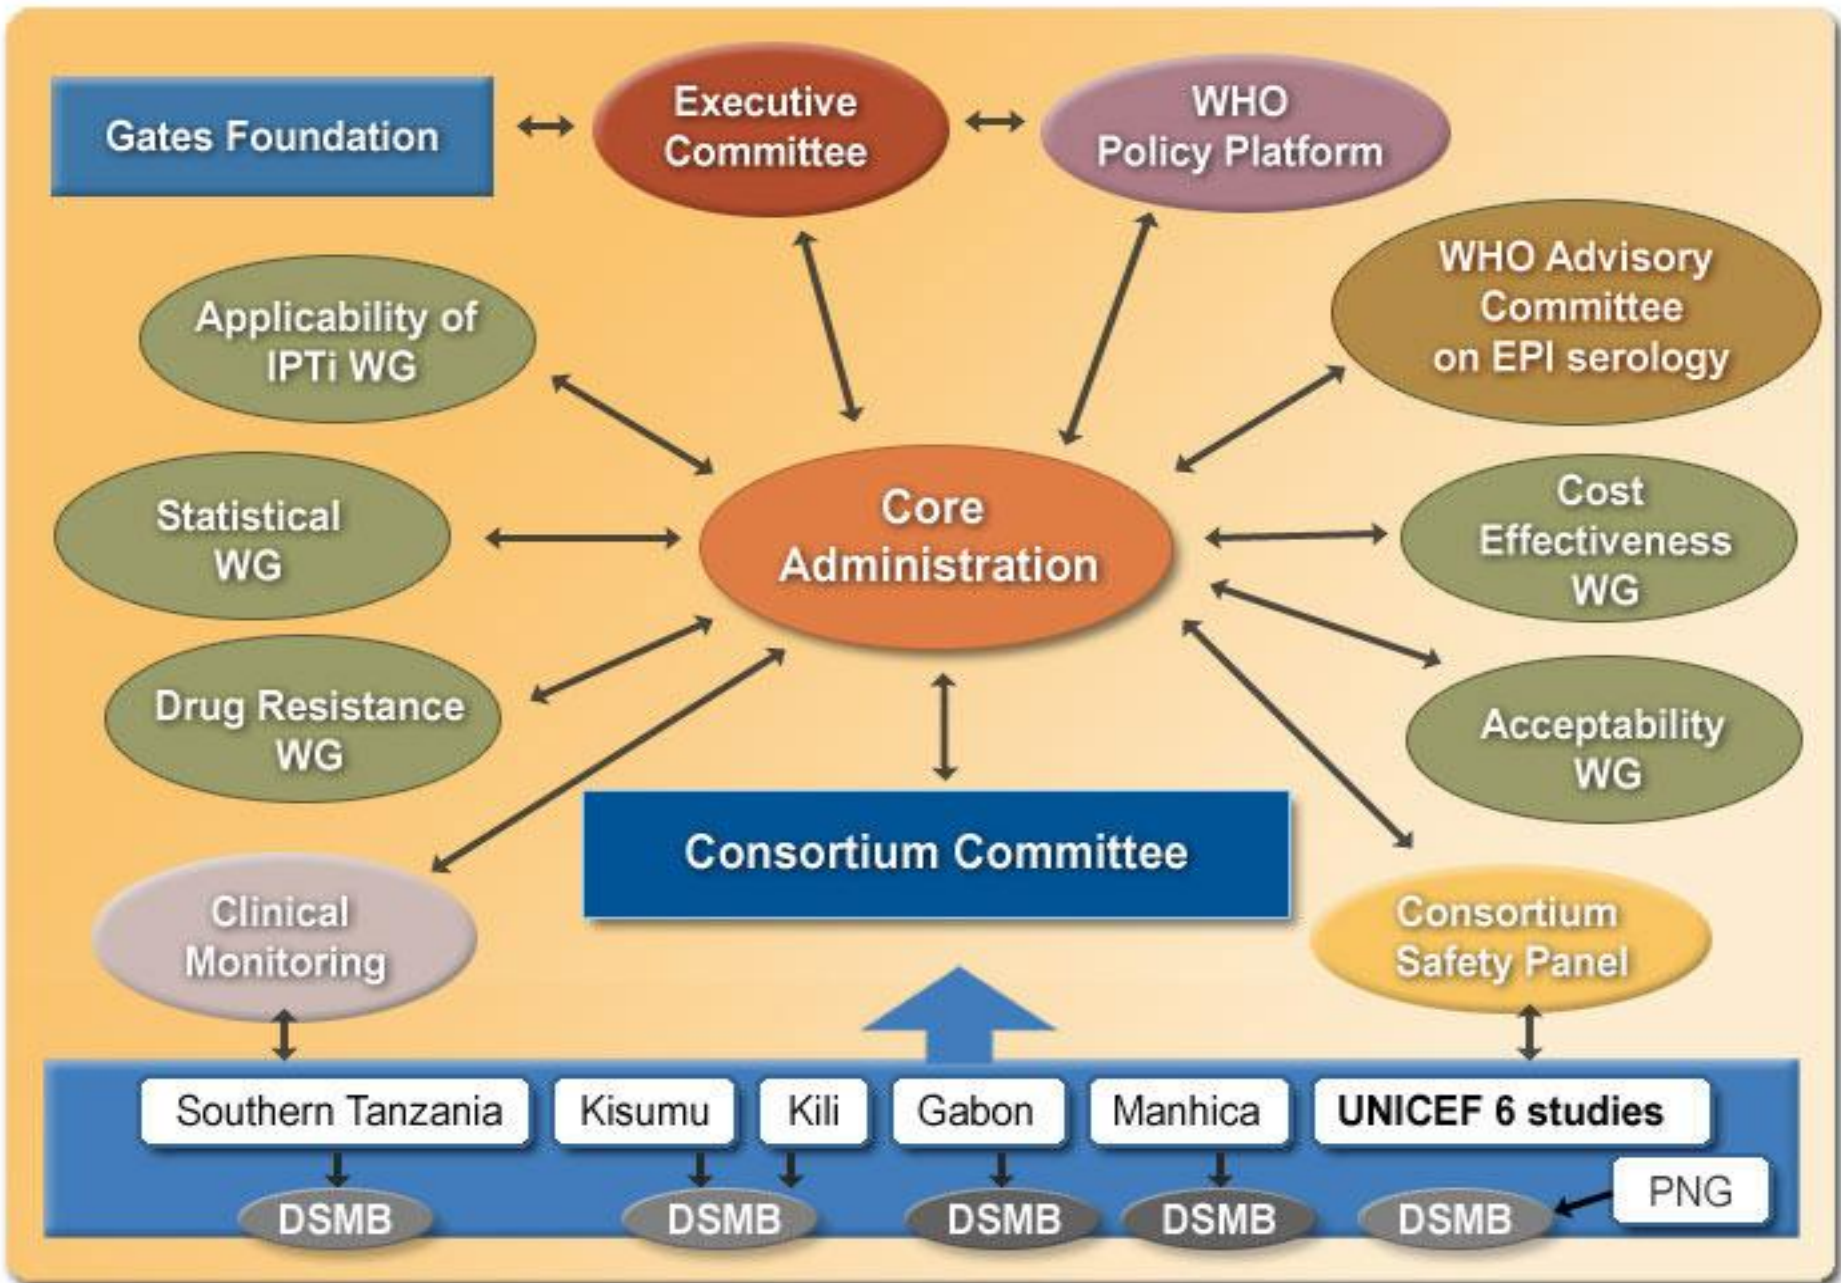 Gates Foundation
Executive
Committee
WHO
Policy Platform
WHO Advisory
Committee
on EPI serology
Applicability of
IPTi WG
Statistical
WG
Core
Administration
Cost
Effectiveness
WG
Drug Resistance
WG
Acceptability
WG
Consortium Committee
Clinical
Monitoring
Consortium
Safety Panel
Southern Tanzania
Kisumu
Kili
Gabon
Manhica
UNICEF 6 studies
PNG
DSMB
DSMB
DSMB
DSMB
DSMB